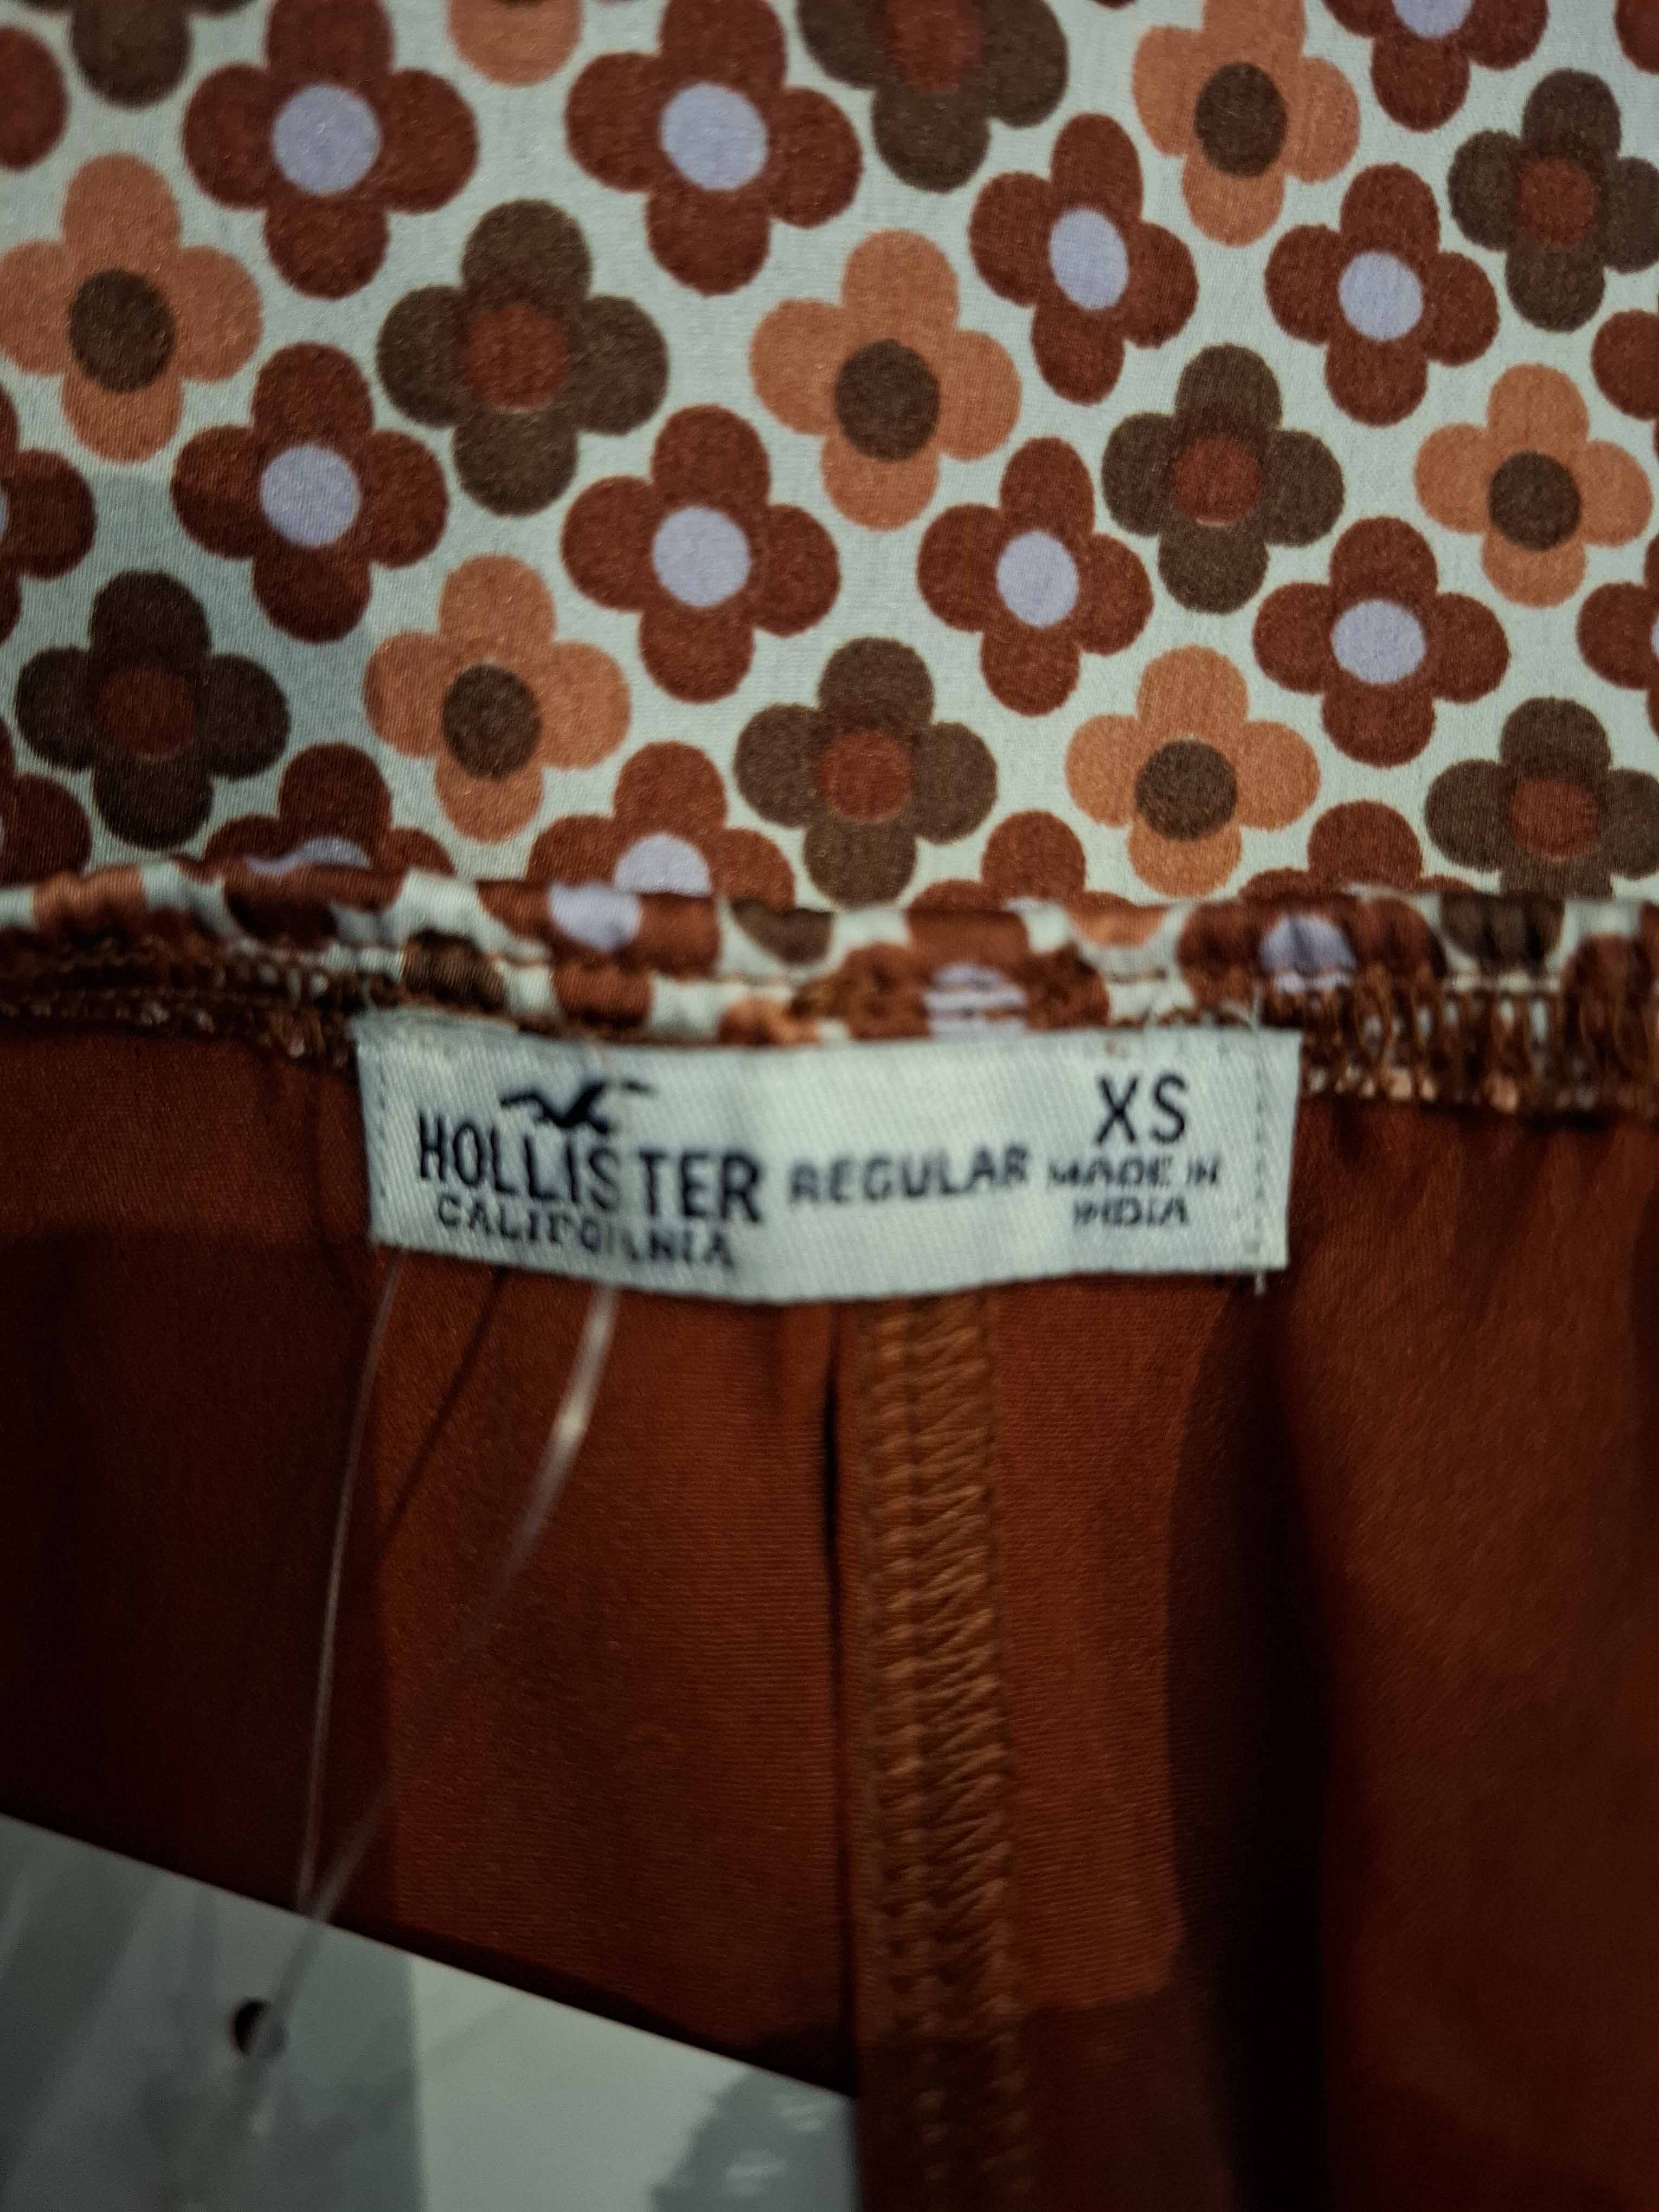 HOLLISTER
CALIFORNIA
REGULAR
XS
MADE IN
INDIA